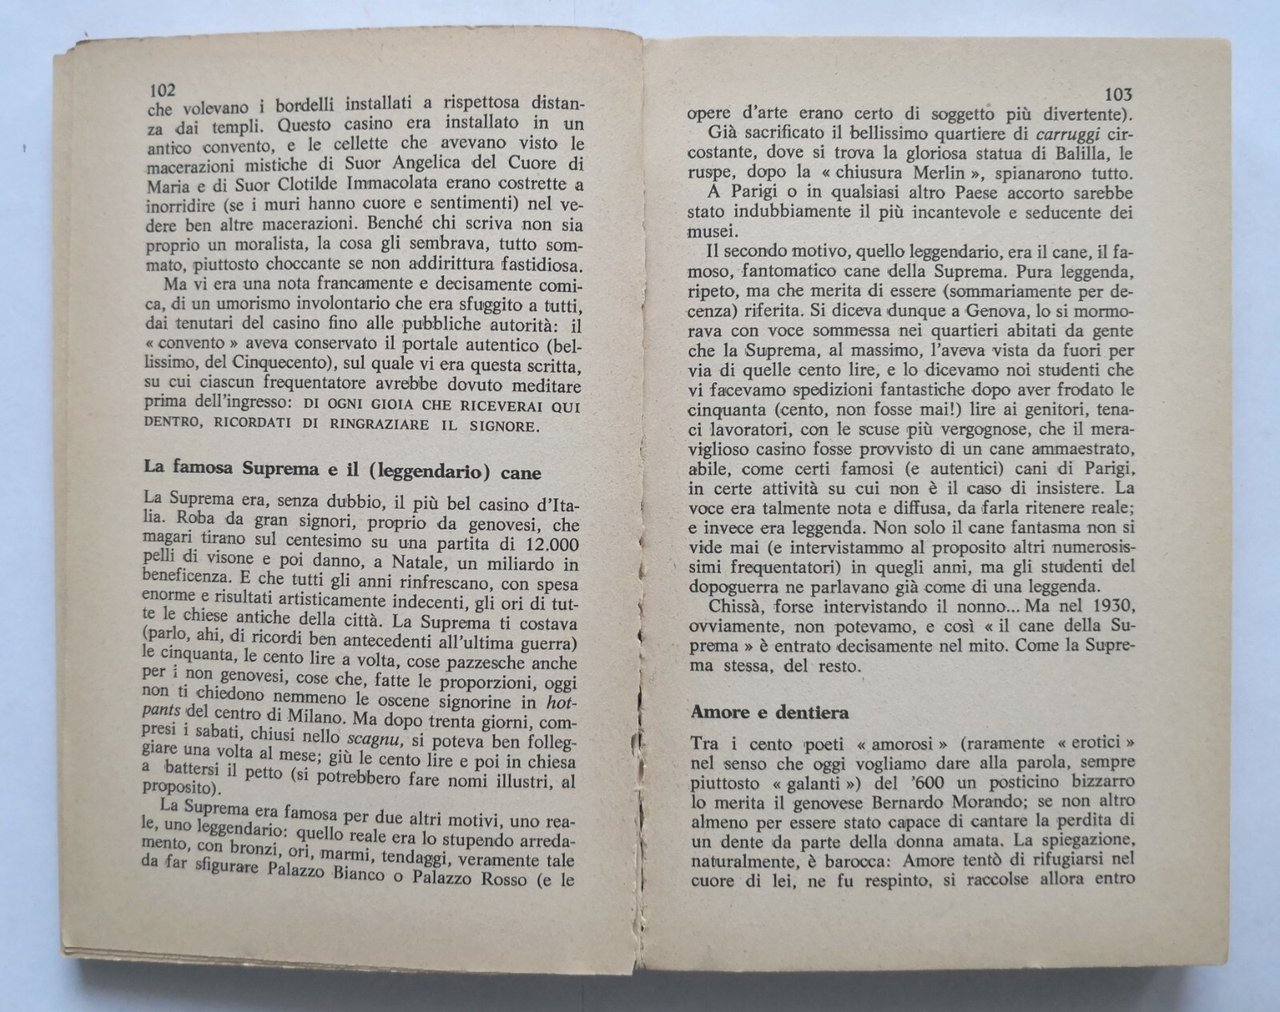 102
che volevano i bordelli installati a rispettosa distan-
za dai templi. Questo casino era installato in un
antico convento, e le cellette che avevano visto le
macerazioni mistiche di Suor Angelica del Cuore di
Maria e di Suor Clotilde Immacolata erano costrette a
inorridire (se i muri hanno cuore e sentimenti) nel ve-
dere ben altre macerazioni. Benché chi scriva non sia
proprio un moralista, la cosa gli sembrava, tutto som-
mato, piuttosto choccante se non addirittura fastidiosa.
Ma vi era una nota francamente e decisamente comi-
ca, di un umorismo involontario che era sfuggito a tutti,
dai tenutari del casino fino alle pubbliche autorità: il
« convento » aveva conservato il portale autentico (bel-
lissimo, del Cinquecento), sul quale vi era questa scritta,
su cui ciascun frequentatore avrebbe dovuto meditare
prima dell'ingresso: DI OGNI GIOIA CHE RICEVERAI QUI
DENTRO, RICORDATI DI RINGRAZIARE IL SIGNORE.
La famosa Suprema e il (leggendario) cane
La Suprema era, senza dubbio, il più bel casino d'Ita-
lia. Roba da gran signori, proprio da genovesi, che
magari tirano sul centesimo su una partita di 12.000
pelli di visone e poi danno, a Natale, un miliardo in
beneficenza. E che tutti gli anni rinfrescano, con spesa
enorme e risultati artisticamente indecenti, gli ori di tut-
te le chiese antiche della città. La Suprema ti costava
(parlo, ahi, di ricordi ben antecedenti all'ultima guerra)
le cinquanta, le cento lire a volta, cose pazzesche anche
per i non genovesi, cose che, fatte le proporzioni, oggi
non ti chiedono nemmeno le oscene signorine in hot-
pants del centro di Milano. Ma dopo trenta giorni, com-
presi i sabati, chiusi nello scagnu, si poteva ben folleg-
giare una volta al mese; giù le cento lire e poi in chiesa
a battersi il petto (si potrebbero fare nomi illustri, al
proposito).
La Suprema era famosa per due altri motivi, uno rea-
le, uno leggendario: quello reale era lo stupendo arreda-
mento, con bronzi, ori, marmi, tendaggi, veramente tale
da far sfigurare Palazzo Bianco o Palazzo Rosso (e le
103
opere d'arte erano certo di soggetto più divertente).
Già sacrificato il bellissimo quartiere di carruggi cir-
costante, dove si trova la gloriosa statua di Balilla, le
ruspe, dopo la « chiusura Merlin », spianarono tutto.
A Parigi o in qualsiasi altro Paese accorto sarebbe
stato indubbiamente il più incantevole e seducente dei
musei.
Il secondo motivo, quello leggendario, era il cane, il fa-
moso, fantomatico cane della Suprema. Pura leggenda,
ripeto, ma che merita di essere (sommariamente per de-
cenza) riferita. Si diceva dunque a Genova, lo si mormo-
rava con voce sommessa nei quartieri abitati da gente
che la Suprema, al massimo, l'aveva vista da fuori per
via di quelle cento lire, e lo dicevamo noi studenti che
vi facevamo spedizioni fantastiche dopo aver frodato le
cinquanta (cento, non fosse mai!) lire ai genitori, tena-
ci lavoratori, con le scuse più vergognose, che il mera-
viglioso casino fosse provvisto di un cane ammaestrato,
abile, come certi famosi (e autentici) cani di Parigi,
in certe attività su cui non è il caso di insistere. La
voce era talmente nota e diffusa, da farla ritenere reale;
e invece era leggenda. Non solo il cane fantasma non si
vide mai (e intervistammo al proposito altri numerosis-
simi frequentatori) in quegli anni, ma gli studenti del
dopoguerra ne parlavano già come di una leggenda.
Chissà, forse intervistando il nonno... Ma nel 1930,
ovviamente, non potevamo, e così « il cane della Su-
prema » è entrato decisamente nel mito. Come la Supre-
ma stessa, del resto.
Amore e dentiera
Tra i cento poeti « amorosi » (raramente « erotici »
nel senso che oggi vogliamo dare alla parola, sempre
piuttosto « galanti ») del '600 un posticino bizzarro
lo merita il genovese Bernardo Morando; se non altro
almeno per essere stato capace di cantare la perdita di
un dente da parte della donna amata. La spiegazione,
naturalmente, è barocca: Amore tentò di rifugiarsi nel
cuore di lei, ne fu respinto, si raccolse allora entro